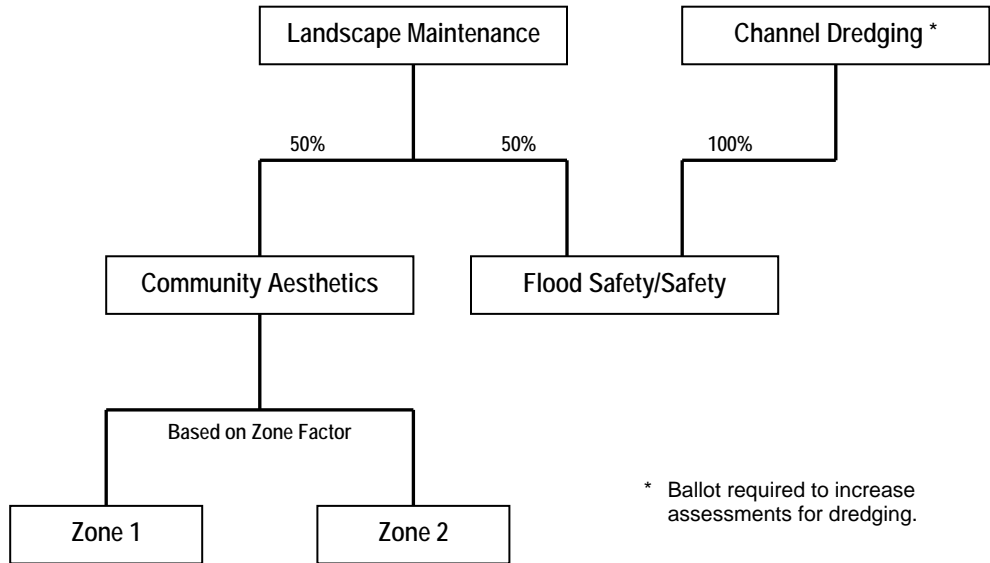 Landscape Maintenance
Channel Dredging *
50%
50%
100%
Community Aesthetics
Flood Safety/Safety
Based on Zone Factor
Zone 1
Zone 2
* Ballot required to increase
assessments for dredging.